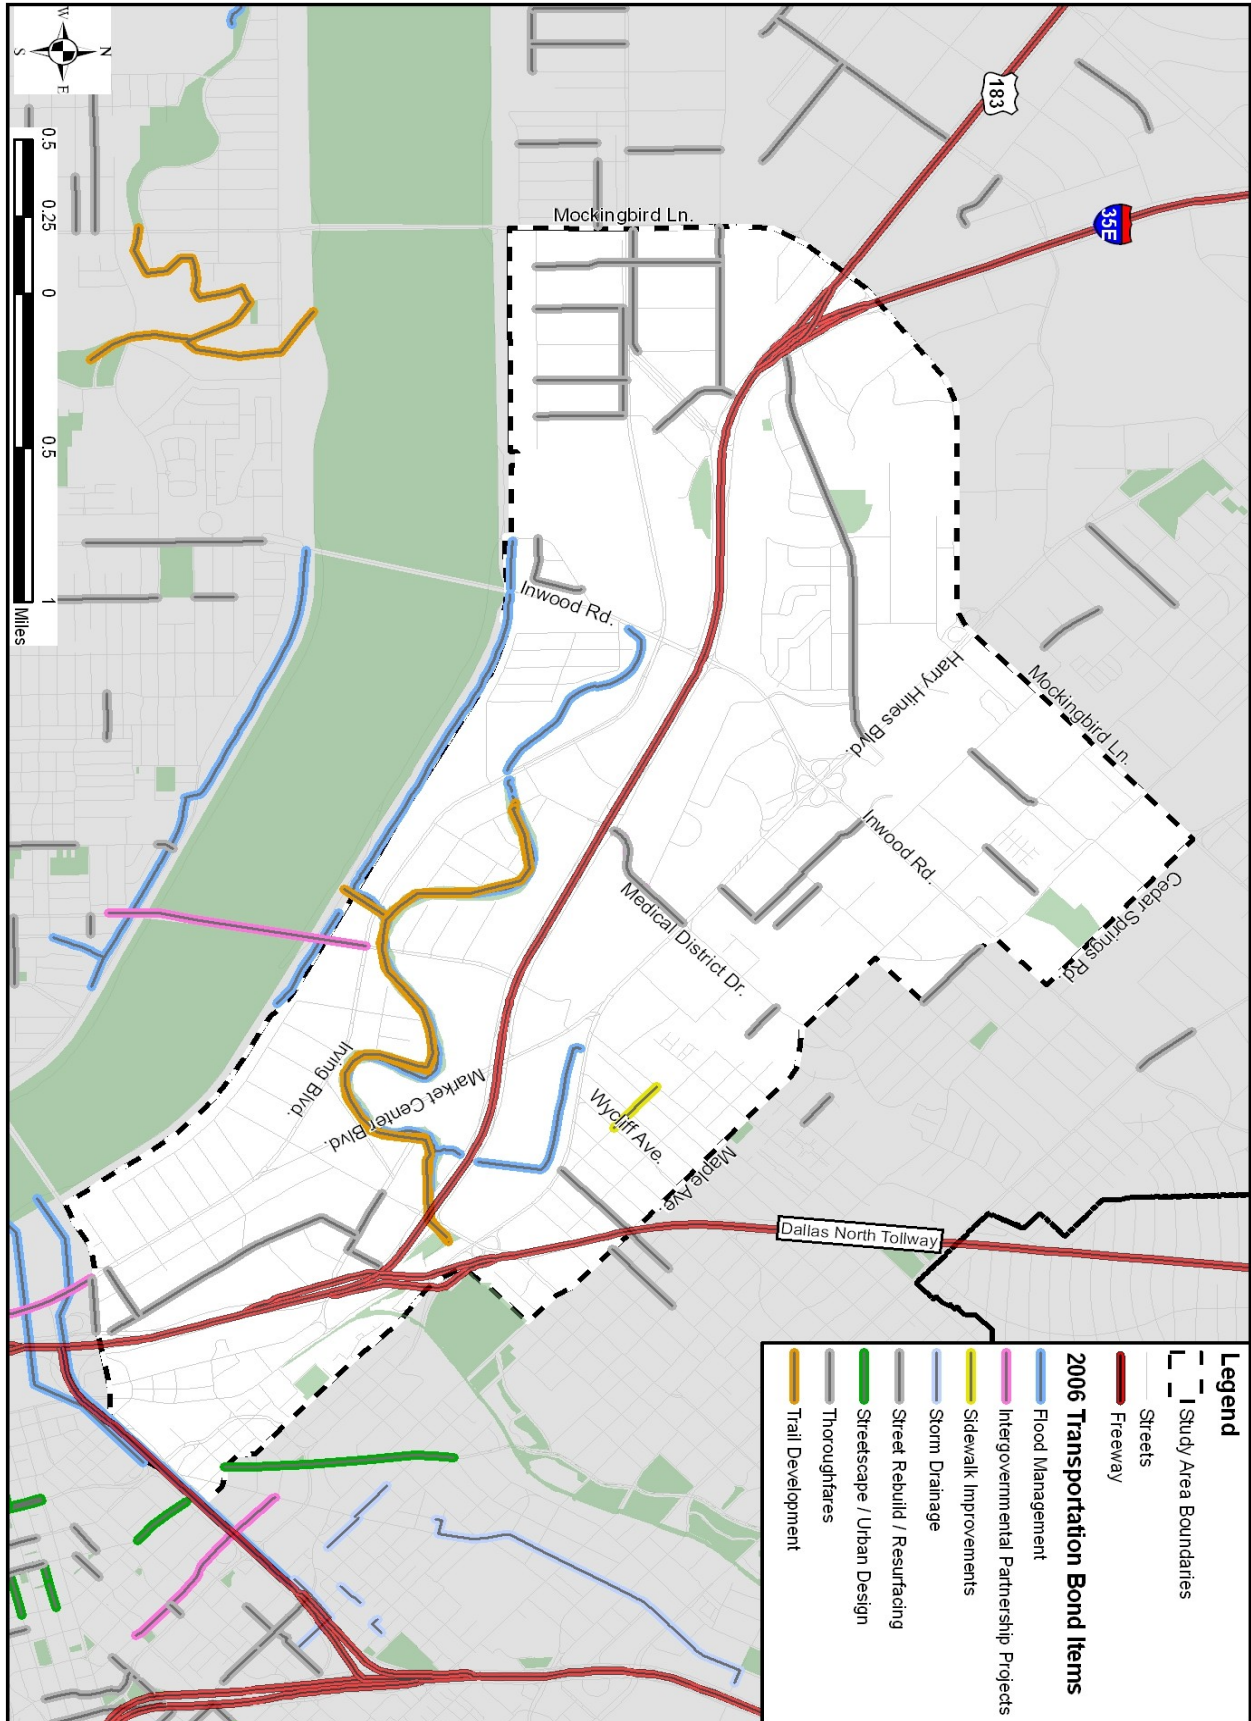 N
W
E
S
0.5
0.25
0
0.5
1
Miles
183
35E
Mockingbird Ln.
Inwood Rd.
Harry Hines Blvd.
Mockingbird Ln.
Inwood Rd.
Cedar Springs Rd.
Medical District Dr.
Irving Blvd.
Market Center Blvd.
Wycliff Ave.
Maple Ave.
Dallas North Tollway
Legend
Study Area Boundaries
Streets
Freeway
2006 Transportation Bond Items
Flood Management
Intergovernmental Partnership Projects
Sidewalk Improvements
Storm Drainage
Street Rebuild / Resurfacing
Streetscape / Urban Design
Thoroughfares
Trail Development